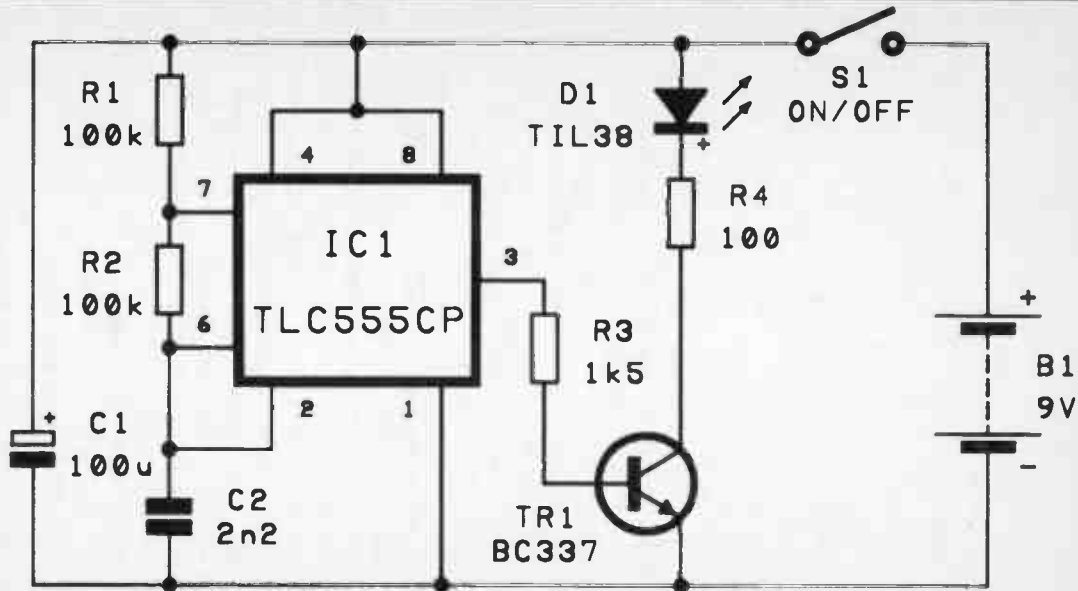 R1
100k
R2
100k
C1
100u
+
C2
2n2
7
6
4
8
2
1
3
IC1
TLC555CP
R3
1k5
TR1
BC337
D1
TIL38
+
R4
100
S1
ON/OFF
+
B1
9V
-